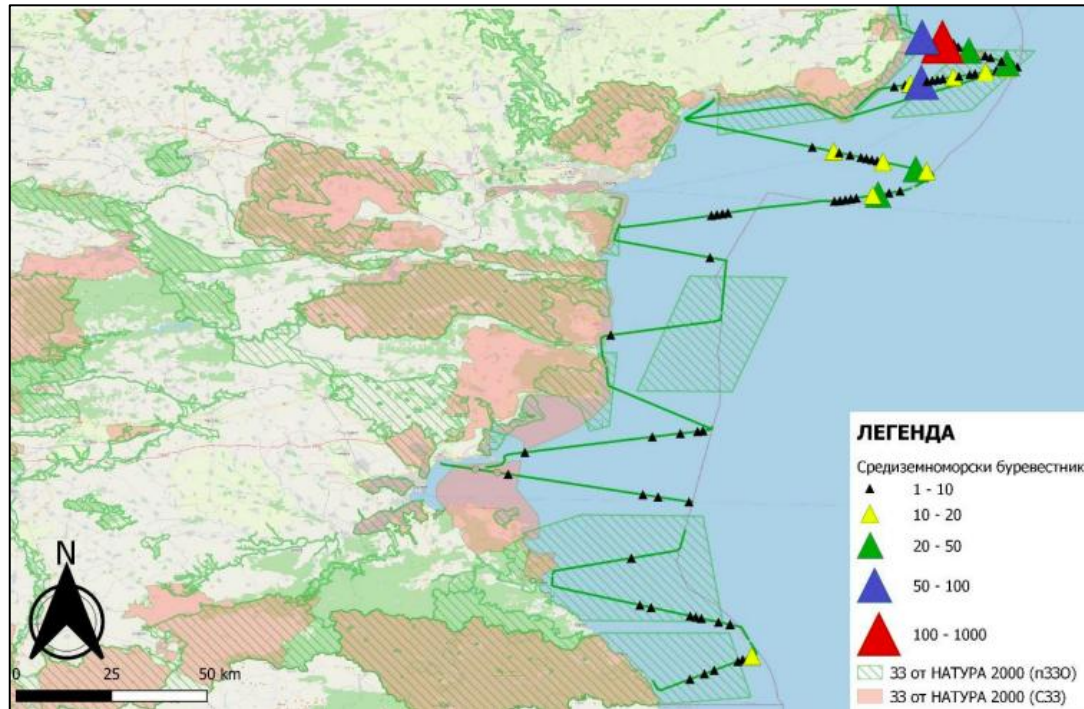 N
0 25 50 km
ЛЕГЕНДА
Средиземноморски буревестник
1 - 10
10 - 20
20 - 50
50 - 100
100 - 1000
ЗЗ от НАТУРА 2000 (пЗЗО)
ЗЗ от НАТУРА 2000 (СЗЗ)